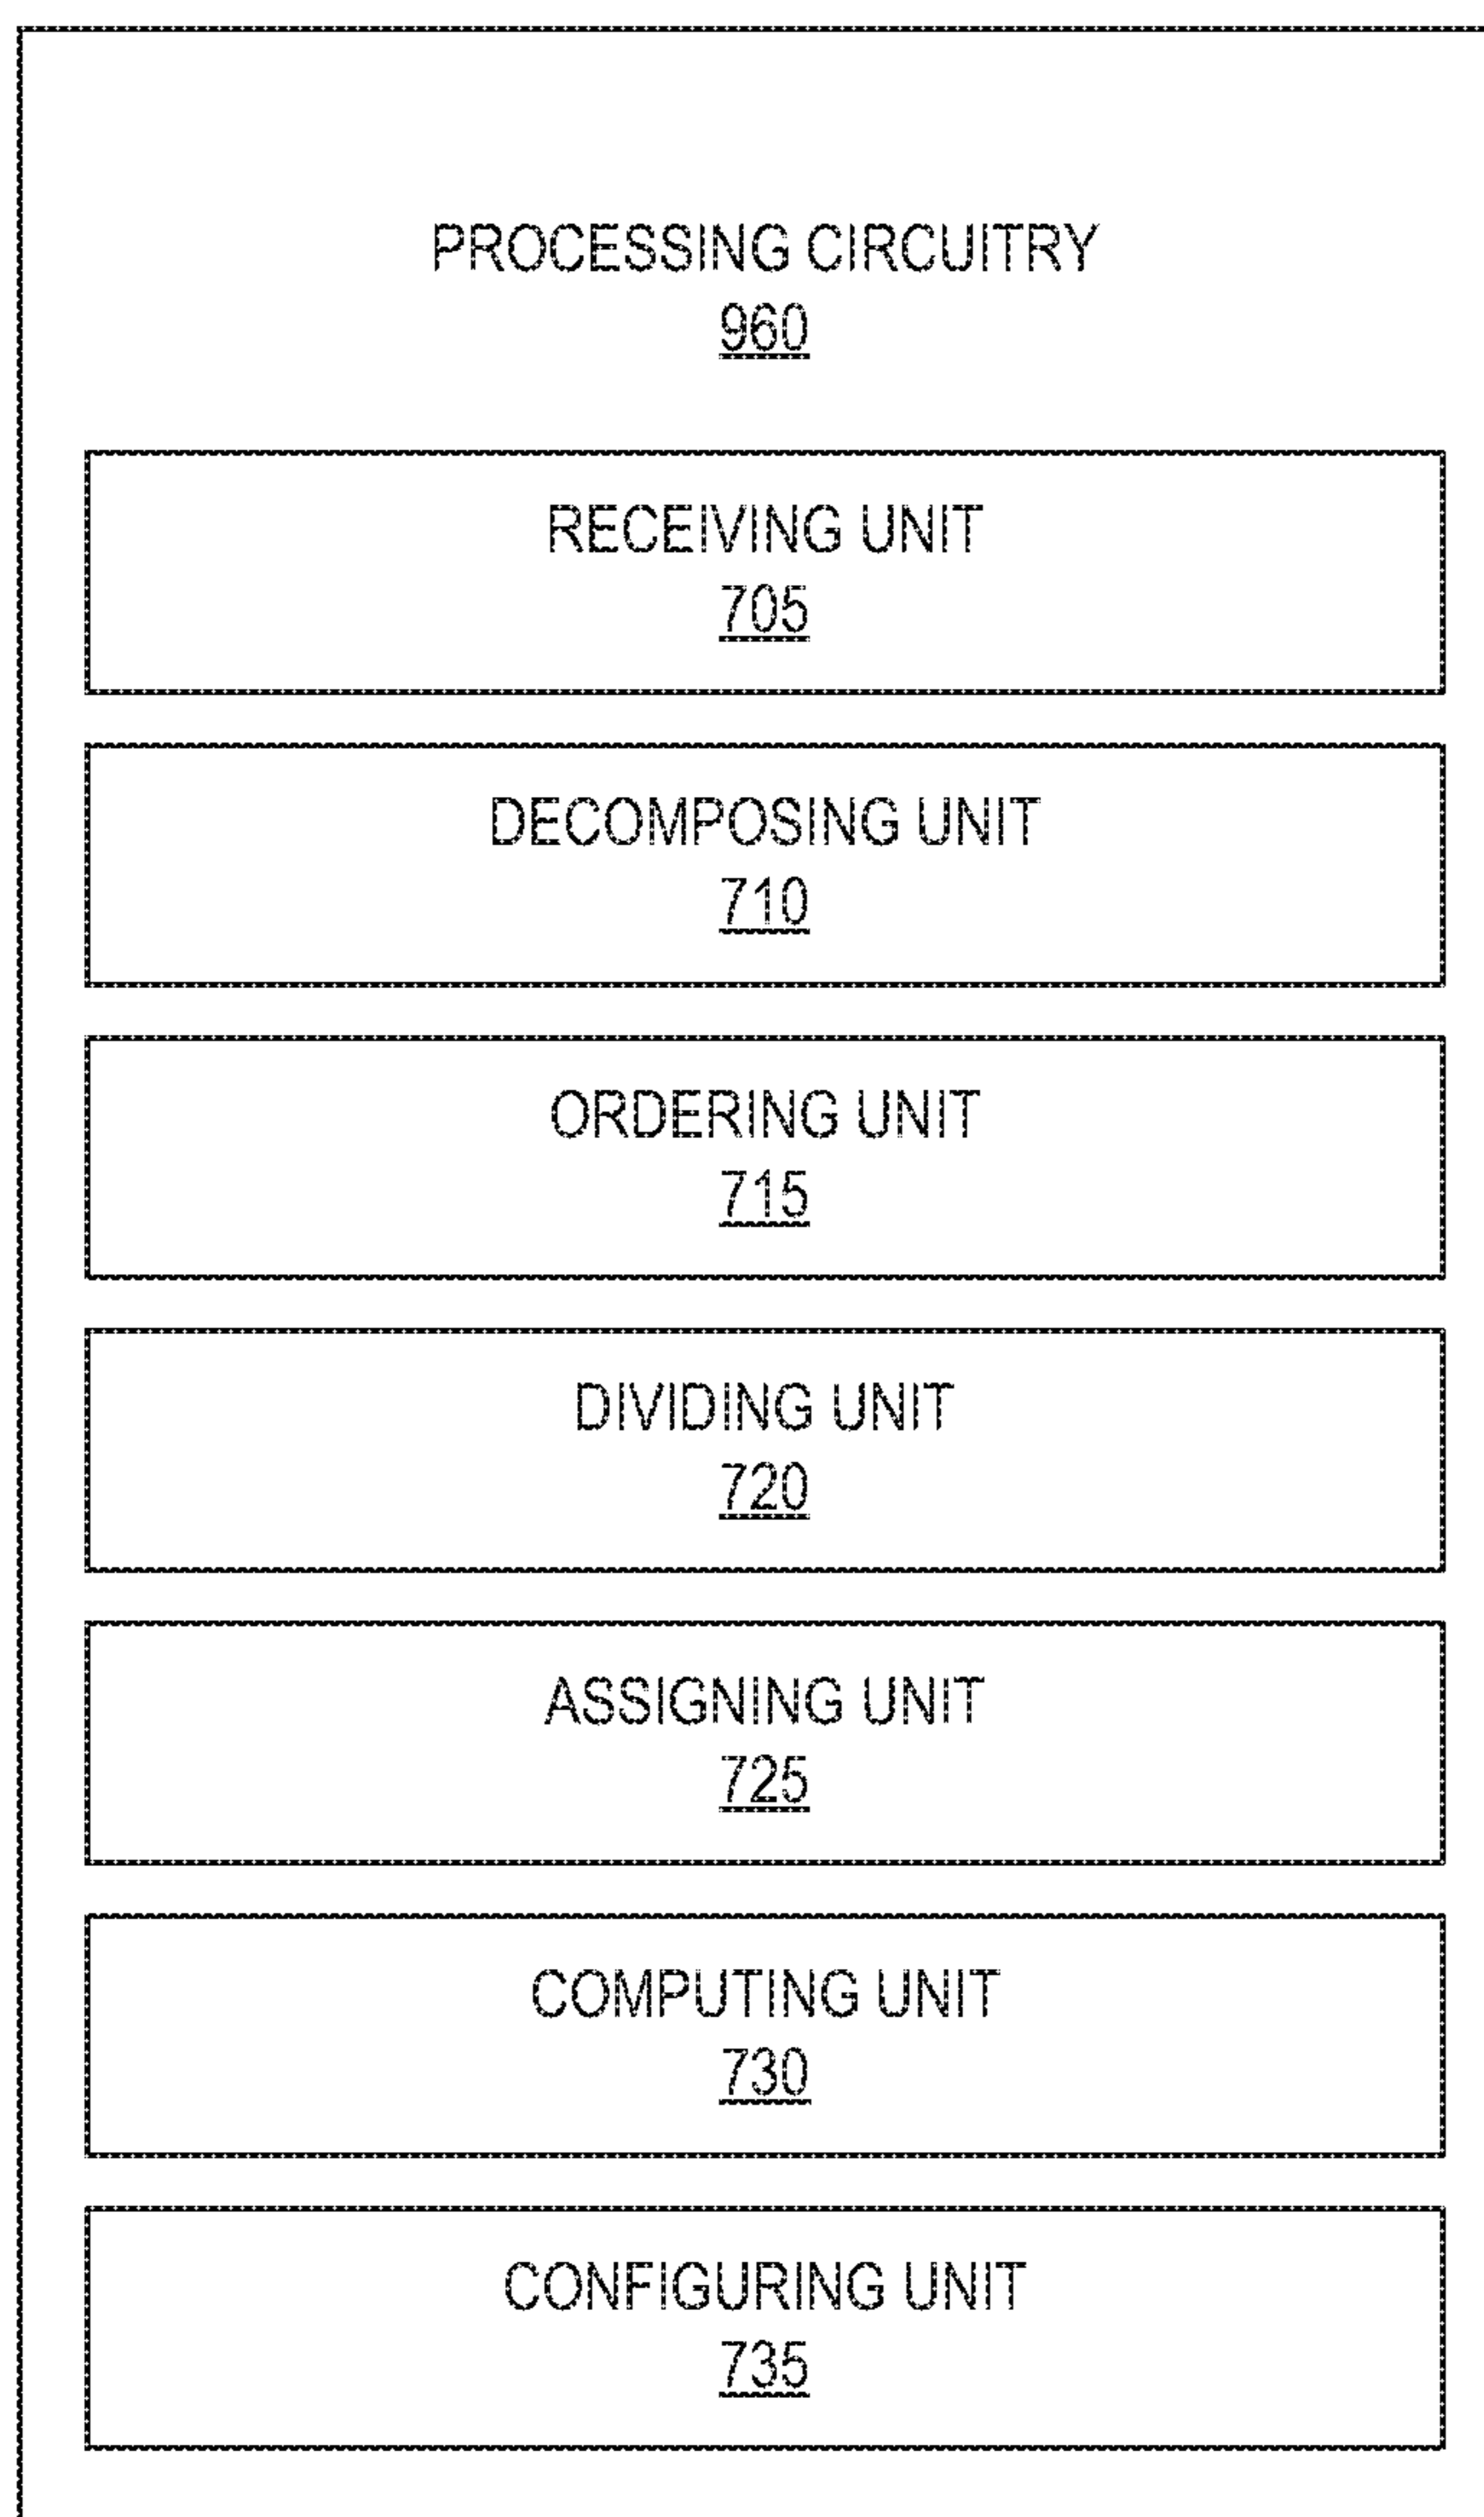 PROCESSING CIRCUITRY
960
RECEIVING UNIT
705
DECOMPOSING UNIT
710
ORDERING UNIT
715
DIVIDING UNIT
720
ASSIGNING UNIT
725
COMPUTING UNIT
730
CONFIGURING UNIT
735